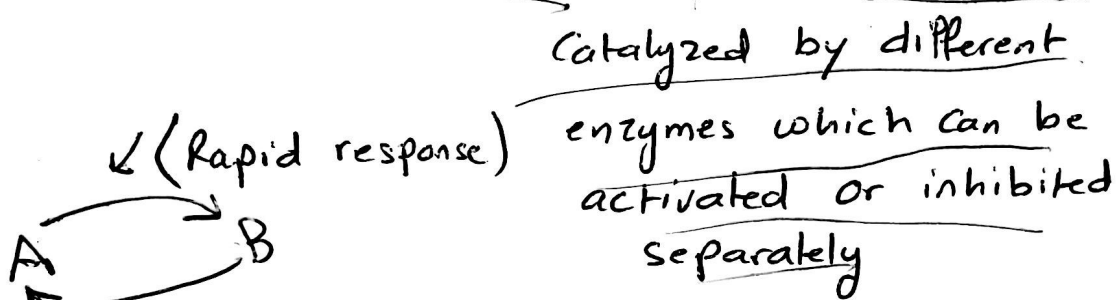 Catalyzed by different
enzymes which can be
activated or inhibited
separately
(Rapid response)
A B